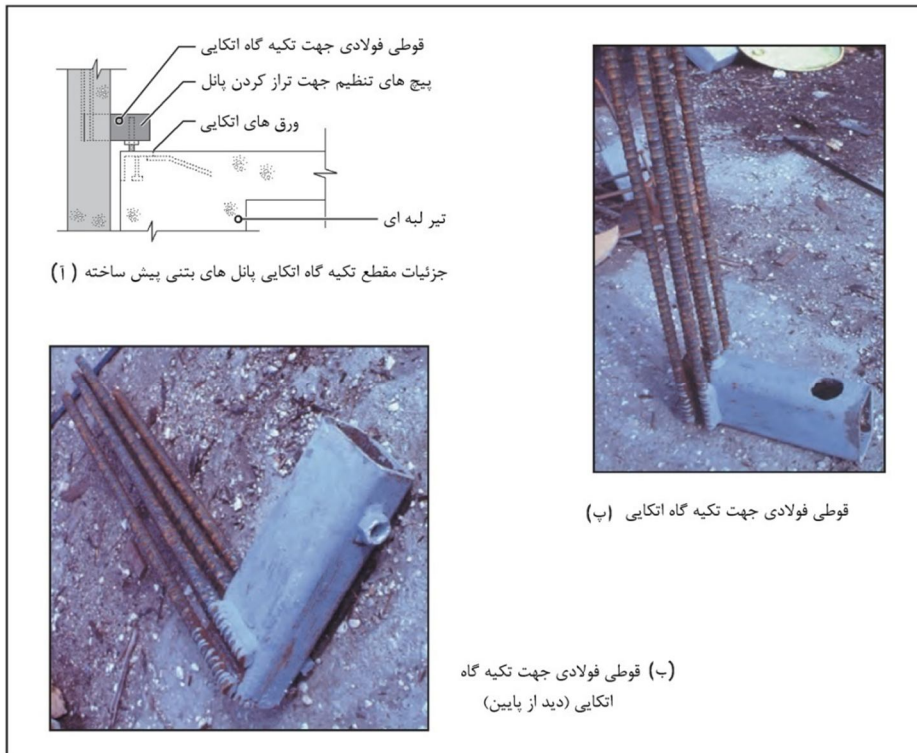 قوطی فولادی جهت تکیه گاه اتکایی
پیچ های تنظیم جهت تراز کردن پانل
ورق های اتکایی
تیر لبه ای
جزئیات مقطع تکیه گاه اتکایی پانل های بتنی پیش ساخته (آ)
قوطی فولادی جهت تکیه گاه اتکایی (پ)
(ب) قوطی فولادی جهت تکیه گاه
اتکایی (دید از پایین)